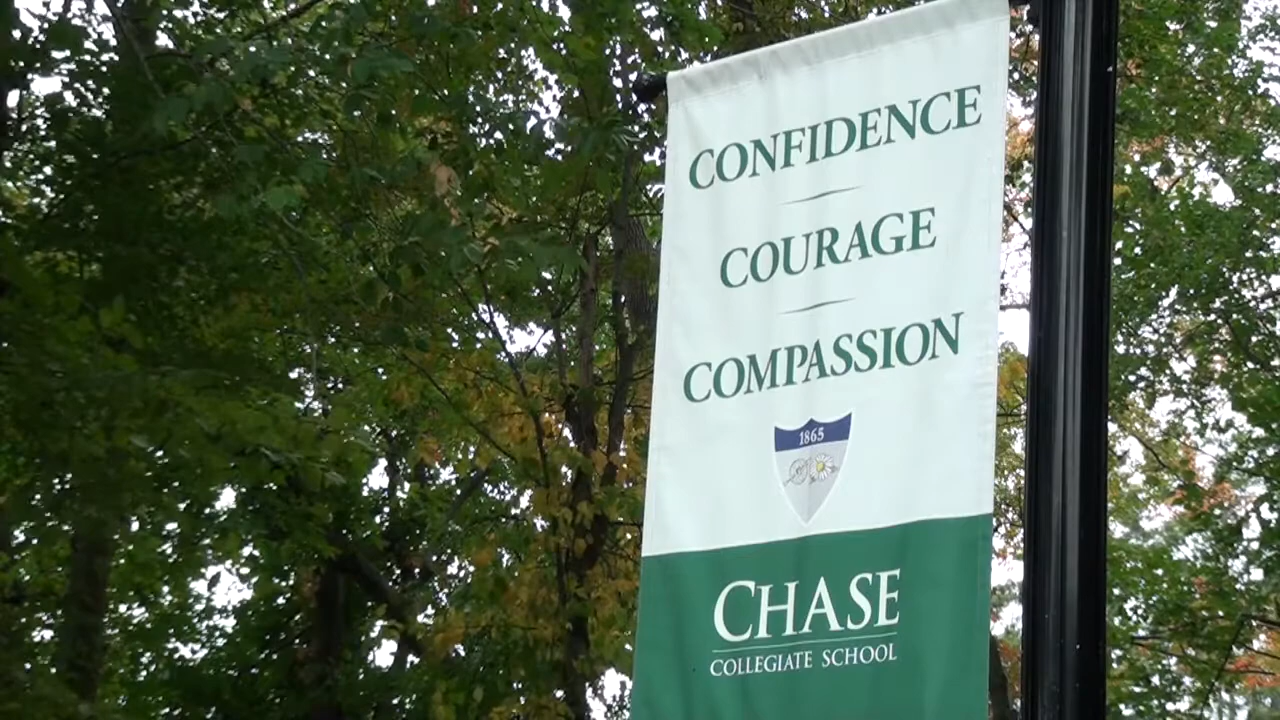 CONFIDENCE
COURAGE
COMPASSION
1865
CHASE
COLLEGIATE SCHOOL